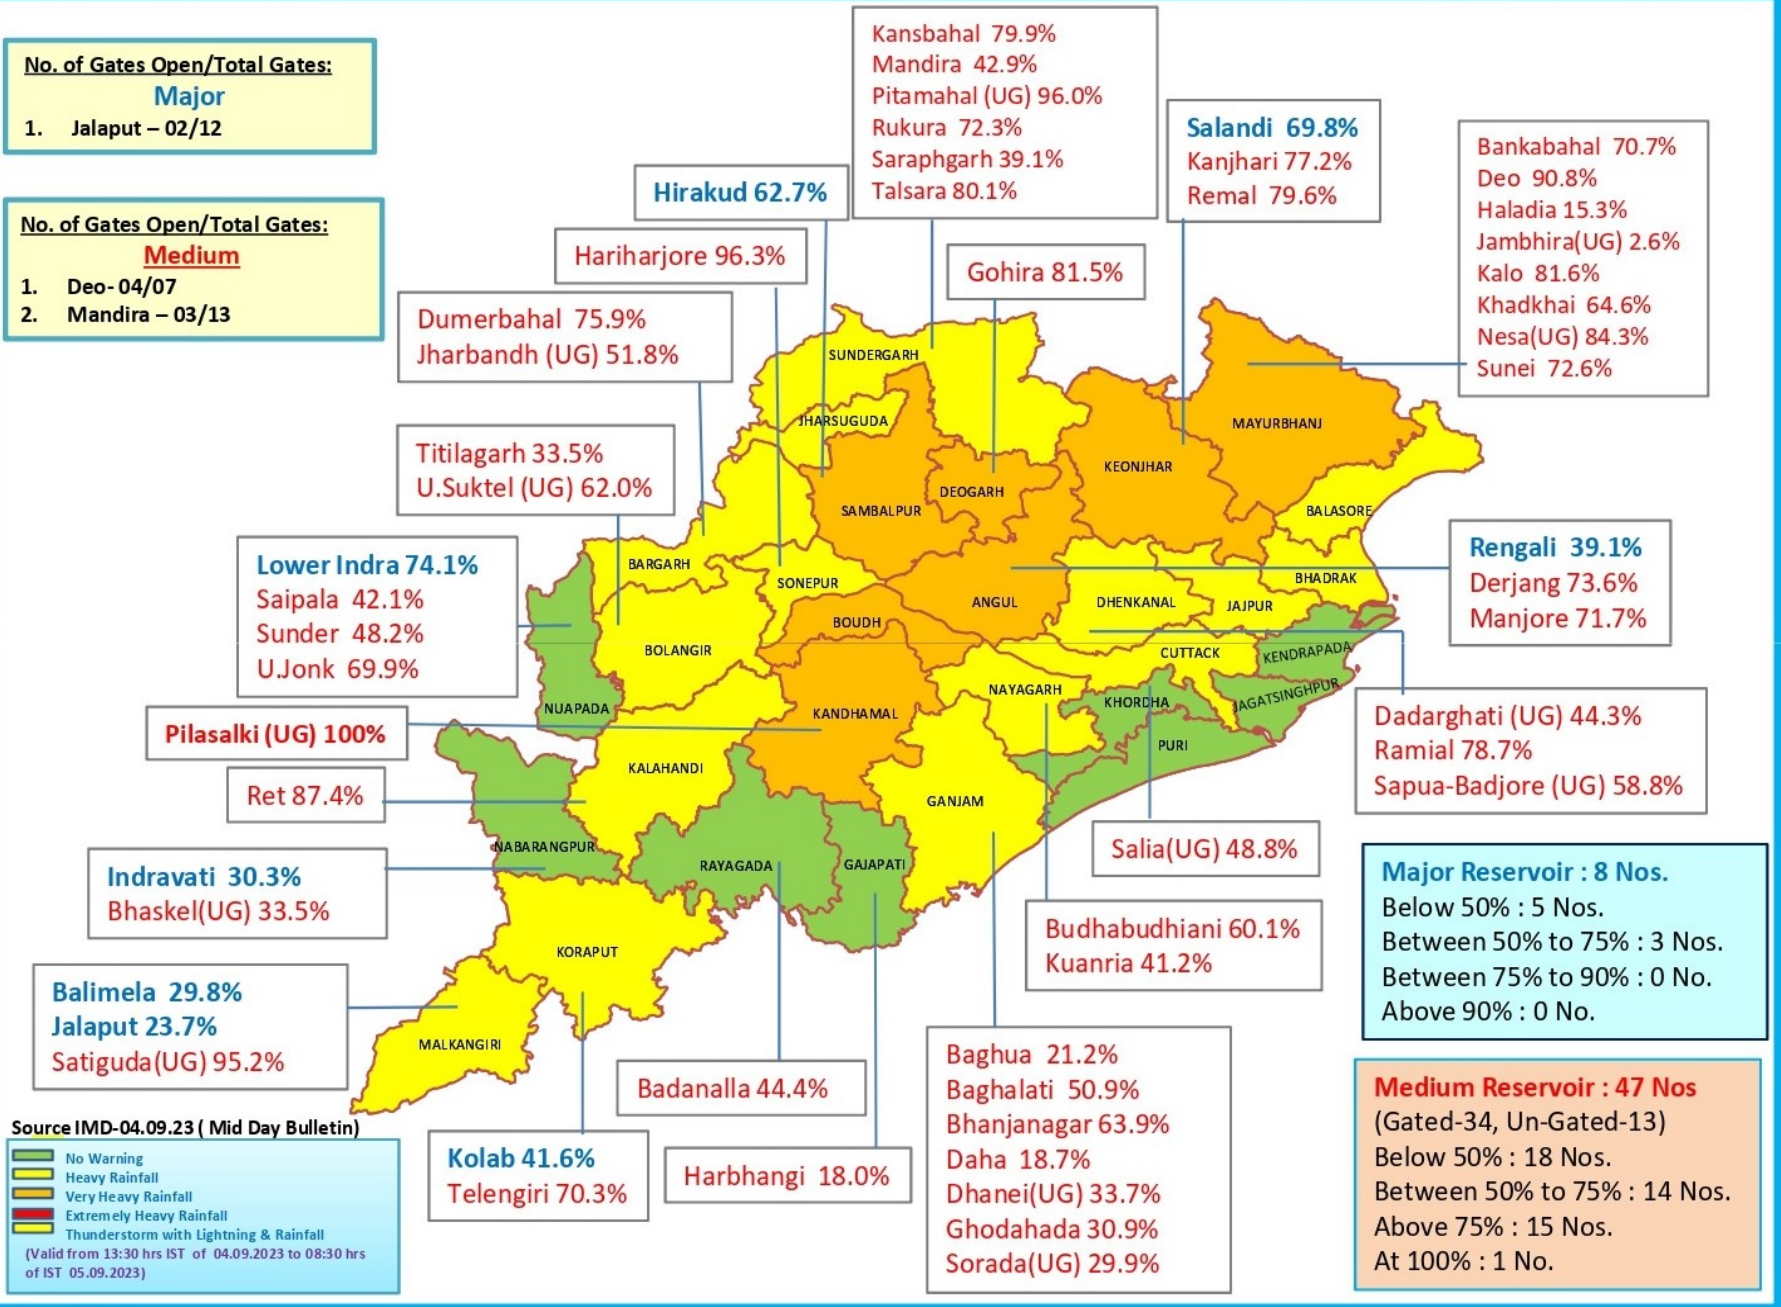 No. of Gates Open/Total Gates:
Major
1. Jalaput – 02/12
No. of Gates Open/Total Gates:
Medium
1. Deo- 04/07
2. Mandira – 03/13
Kansbahal 79.9%
Mandira 42.9%
Pitamahal (UG) 96.0%
Rukura 72.3%
Saraphgarh 39.1%
Talsara 80.1%
Salandi 69.8%
Kanjhari 77.2%
Remal 79.6%
Bankabahal 70.7%
Deo 90.8%
Haladia 15.3%
Jambhira(UG) 2.6%
Kalo 81.6%
Khadkhai 64.6%
Nesa(UG) 84.3%
Sunei 72.6%
Hirakud 62.7%
Hariharjore 96.3%
Gohira 81.5%
Dumerbahal 75.9%
Jharbandh (UG) 51.8%
Titilagarh 33.5%
U.Suktel (UG) 62.0%
Lower Indra 74.1%
Saipala 42.1%
Sunder 48.2%
U.Jonk 69.9%
Pilasalki (UG) 100%
Ret 87.4%
Indravati 30.3%
Bhaskel(UG) 33.5%
Balimela 29.8%
Jalaput 23.7%
Satiguda(UG) 95.2%
SUNDERGARH
JHARSUGUDA
MAYURBHANJ
KEONJHAR
DEOGARH
SAMBALPUR
BALASORE
BARGARH
SONEPUR
BHADRAK
ANGUL
DHENKANAL
JAJPUR
BOUDH
BOLANGIR
CUTTACK
KENDRAPADA
NAYAGARH
KHORDHA
JAGATSINGHPUR
NUAPADA
KANDHAMAL
PURI
KALAHANDI
GANJAM
NABARANGPUR
RAYAGADA
GAJAPATI
KORAPUT
MALKANGIRI
Rengali 39.1%
Derjang 73.6%
Manjore 71.7%
Dadarghati (UG) 44.3%
Ramial 78.7%
Sapua-Badjore (UG) 58.8%
Salia(UG) 48.8%
Budhabudhiani 60.1%
Kuanria 41.2%
Badanalla 44.4%
Harbhangi 18.0%
Kolab 41.6%
Telengiri 70.3%
Baghua 21.2%
Baghalati 50.9%
Bhanjanagar 63.9%
Daha 18.7%
Dhanei(UG) 33.7%
Ghodahada 30.9%
Sorada(UG) 29.9%
Major Reservoir : 8 Nos.
Below 50% : 5 Nos.
Between 50% to 75% : 3 Nos.
Between 75% to 90% : 0 No.
Above 90% : 0 No.
Medium Reservoir : 47 Nos
(Gated-34, Un-Gated-13)
Below 50% : 18 Nos.
Between 50% to 75% : 14 Nos.
Above 75% : 15 Nos.
At 100% : 1 No.
Source IMD-04.09.23 ( Mid Day Bulletin)
No Warning
Heavy Rainfall
Very Heavy Rainfall
Extremely Heavy Rainfall
Thunderstorm with Lightning & Rainfall
(Valid from 13:30 hrs IST of 04.09.2023 to 08:30 hrs
of IST 05.09.2023)